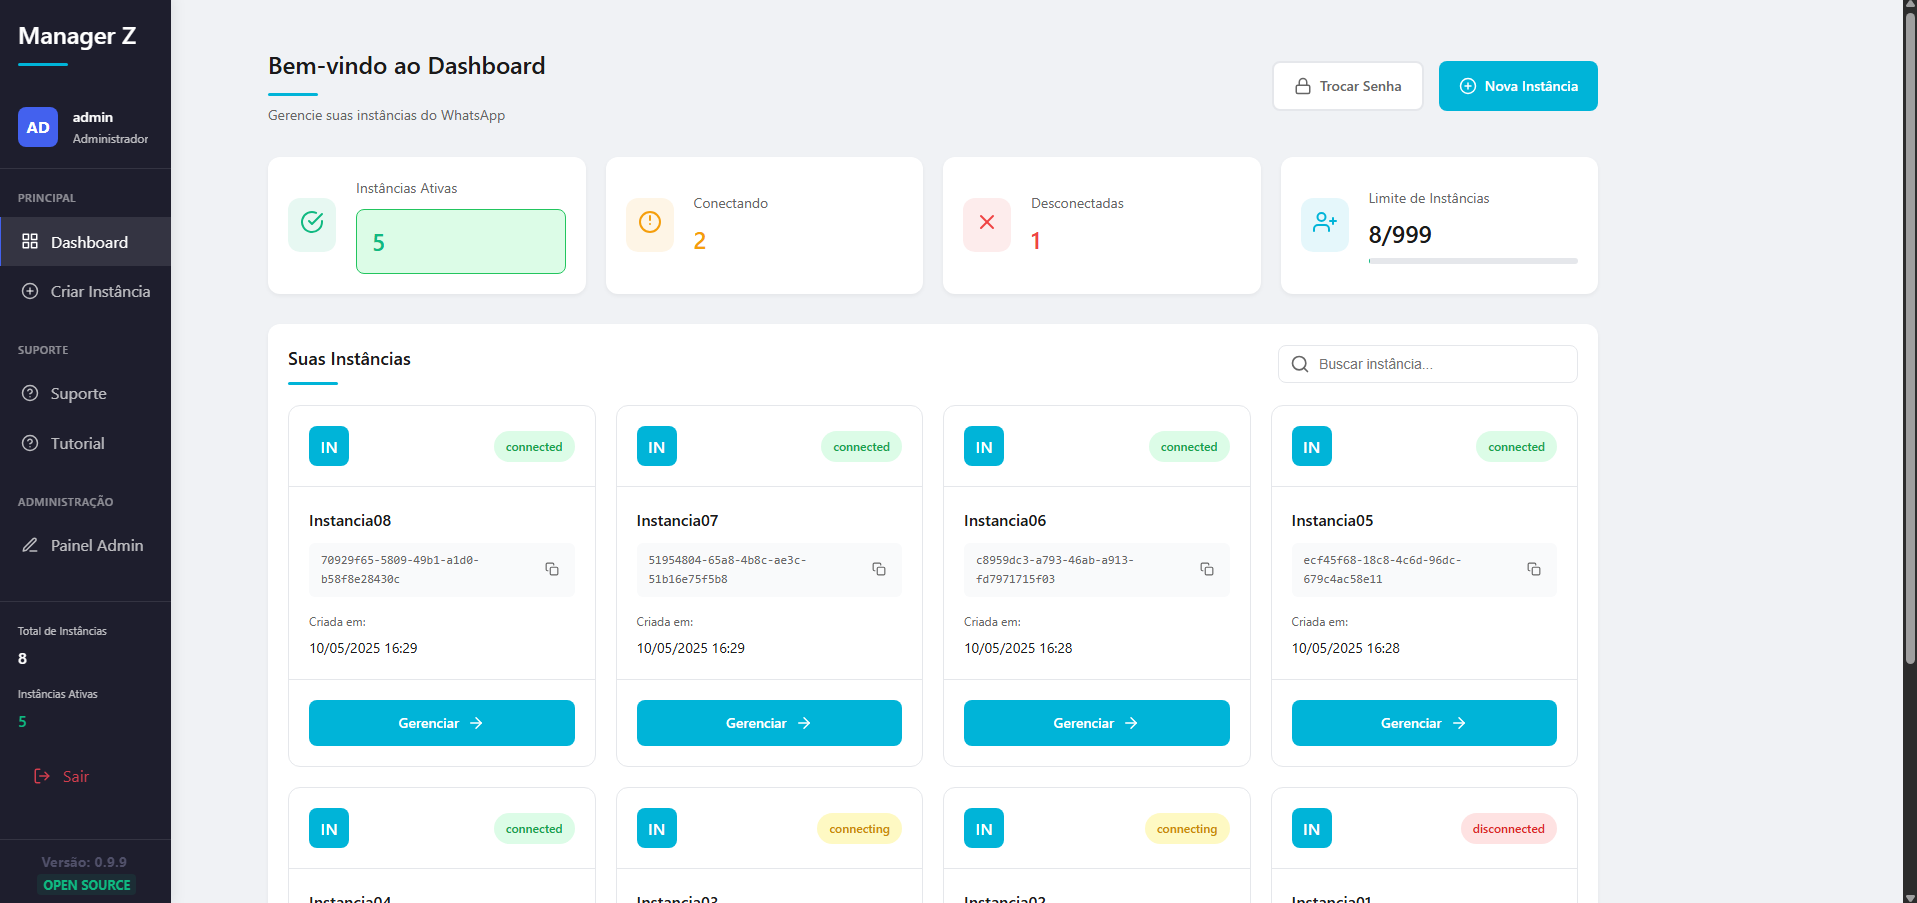 Manager Z
AD
admin
Administrador
PRINCIPAL
Dashboard
Criar Instância
SUPORTE
Suporte
Tutorial
ADMINISTRAÇÃO
Painel Admin
Total de Instâncias
8
Instâncias Ativas
5
Sair
Versão: 0.9.9
OPEN SOURCE
Bem-vindo ao Dashboard
Gerencie suas instâncias do WhatsApp
Trocar Senha
Nova Instância
Instâncias Ativas
5
Conectando
2
Desconectadas
1
Limite de Instâncias
8/999
Suas Instâncias
Buscar instância...
IN
connected
Instancia08
70929f65-5809-49b1-a1d0-
b58f8e28430c
Criada em:
10/05/2025 16:29
Gerenciar
IN
connected
Instancia07
51954804-65a8-4b8c-ae3c-
51b16e75f5b8
Criada em:
10/05/2025 16:29
Gerenciar
IN
connected
Instancia06
c8959dc3-a793-46ab-a913-
fd7971715f03
Criada em:
10/05/2025 16:28
Gerenciar
IN
connected
Instancia05
ecf45f68-18c8-4c6d-96dc-
679c4ac58e11
Criada em:
10/05/2025 16:28
Gerenciar
IN
connected
Instancia04
IN
connecting
Instancia03
IN
connecting
Instancia02
IN
disconnected
Instancia01